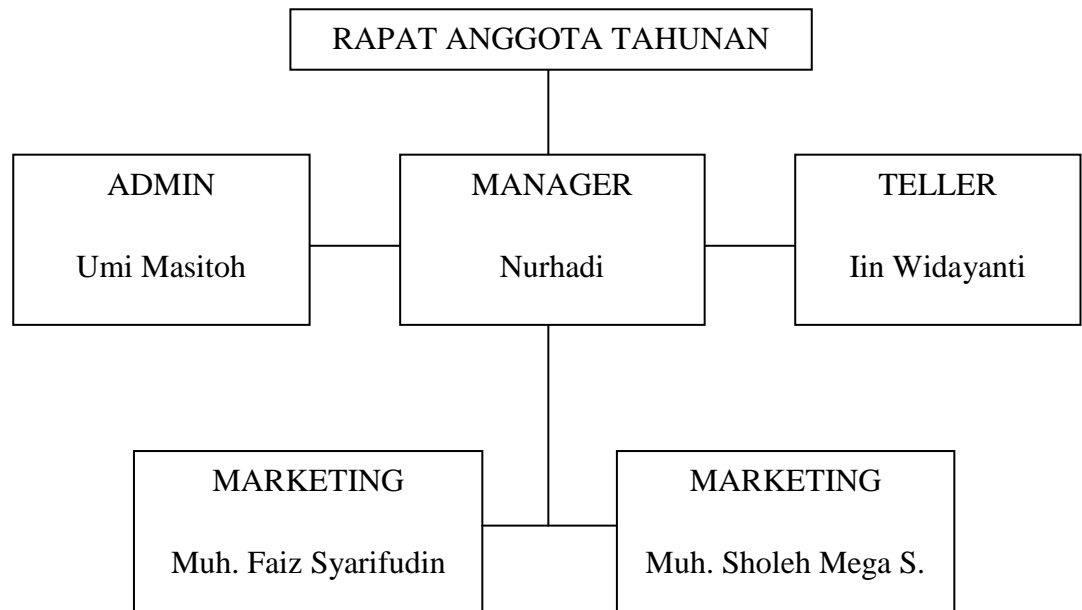 RAPAT ANGGOTA TAHUNAN
ADMIN
Umi Masitoh
MANAGER
Nurhadi
TELLER
Iin Widayanti
MARKETING
Muh. Faiz Syarifudin
MARKETING
Muh. Sholeh Mega S.